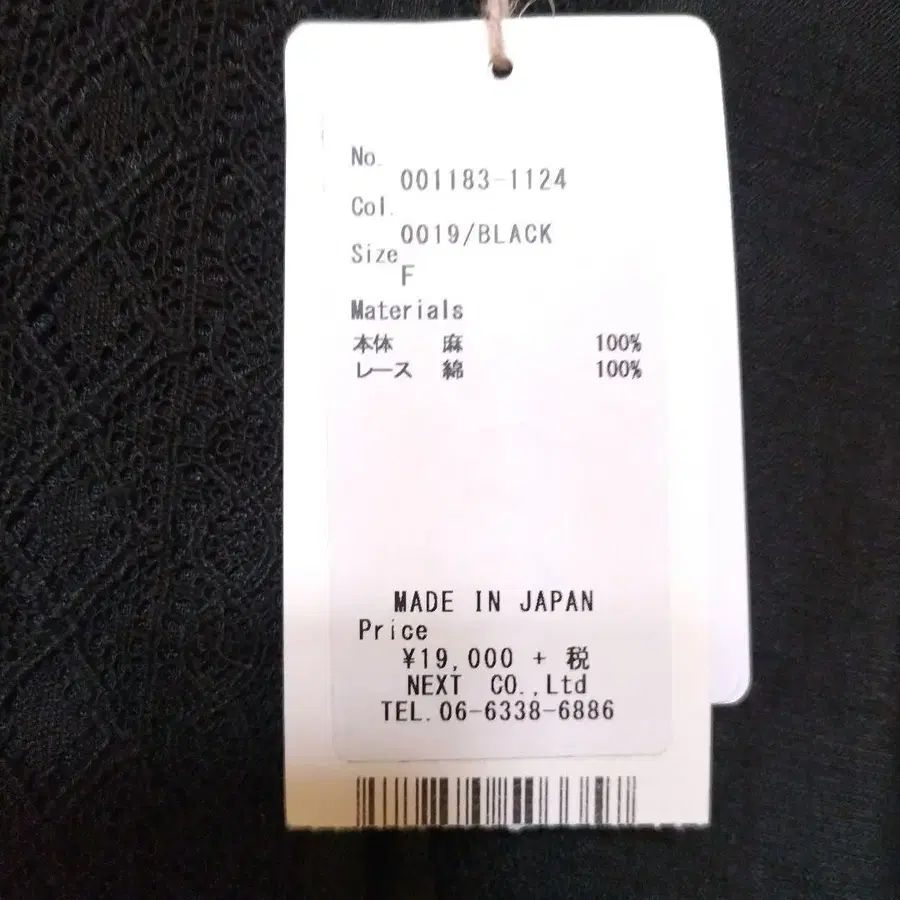 No.
001183-1124
Col.
0019/BLACK
Size
F
Materials
本体 麻 100%
レース 綿 100%
MADE IN JAPAN
Price
¥19,000 + 税
NEXT CO.,Ltd
TEL.06-6338-6886